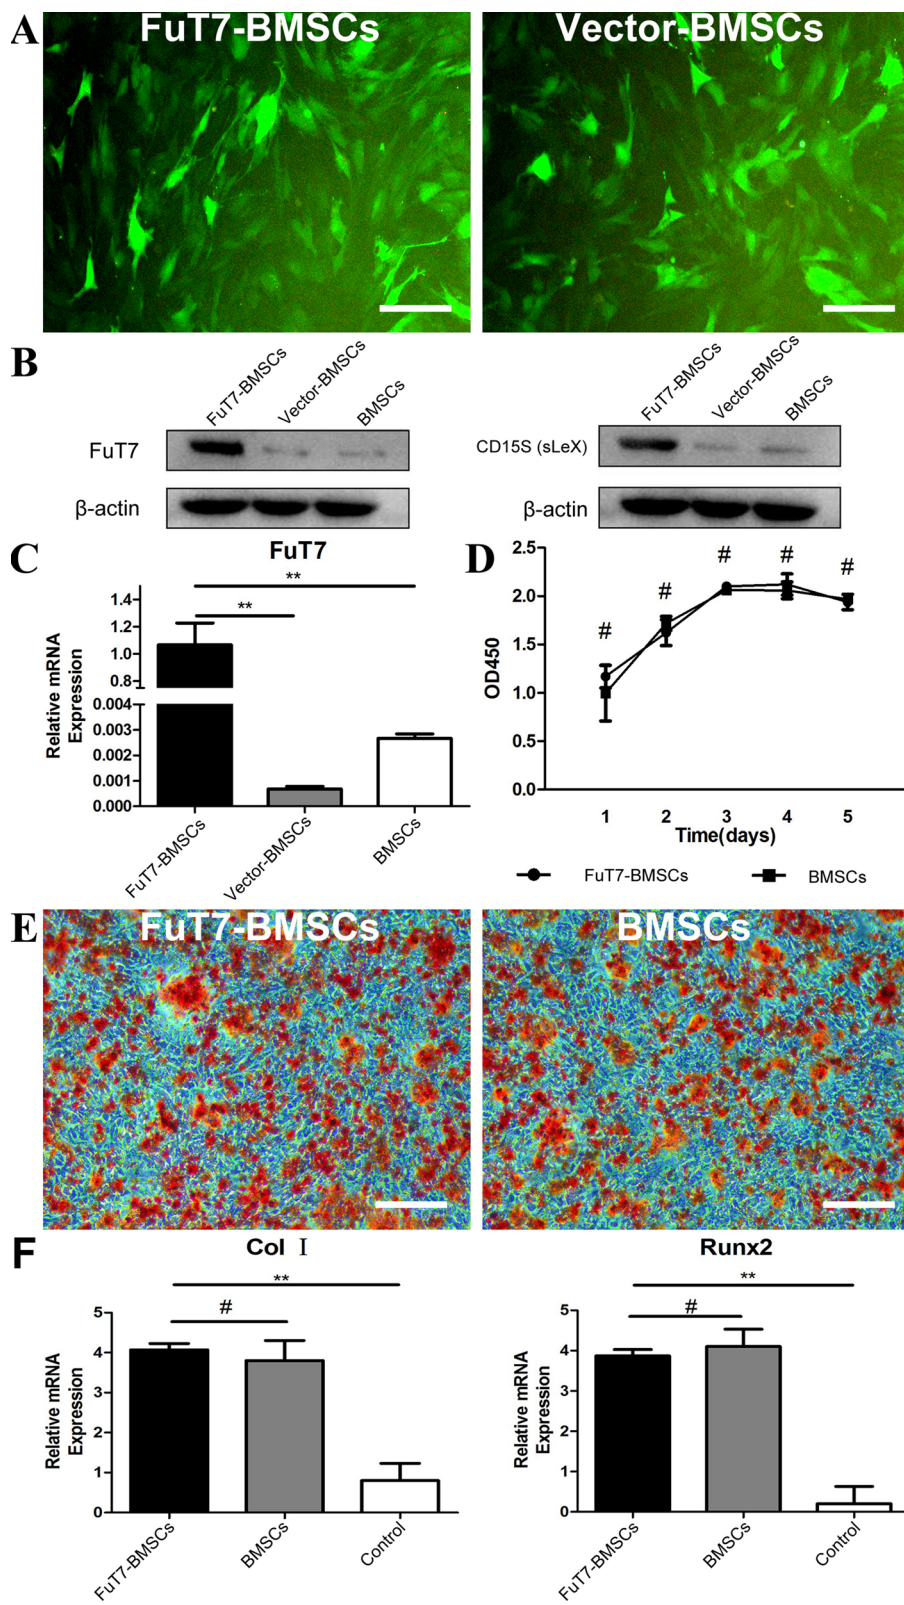 A
FuT7-BMSCs
Vector-BMSCs
B
FuT7-BMSCs
Vector-BMSCs
BMSCs
FuT7
β-actin
FuT7-BMSCs
Vector-BMSCs
BMSCs
CD15S (sLeX)
β-actin
C
FuT7
**
**
Relative mRNA
Expression
1.4
1.2
1.0
0.8
0.004
0.003
0.002
0.001
0.000
FuT7-BMSCs
Vector-BMSCs
BMSCs
D
OD450
2.5
2.0
1.5
1.0
0.5
0.0
# # # # #
1 2 3 4 5
Time(days)
FuT7-BMSCs
BMSCs
E
FuT7-BMSCs
BMSCs
F
Col I
**
#
Relative mRNA
Expression
5
4
3
2
1
0
FuT7-BMSCs
BMSCs
Control
Runx2
**
#
Relative mRNA
Expression
5
4
3
2
1
0
FuT7-BMSCs
BMSCs
Control